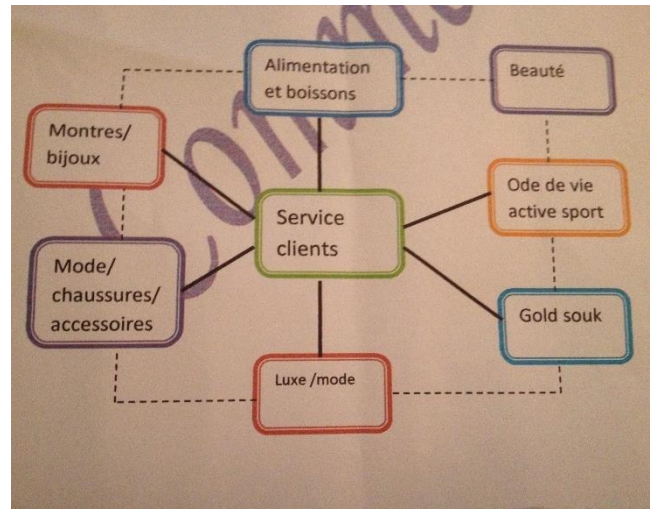 Alimentation
et boissons
Beauté
Montres/
bijoux
Ode de vie
active sport
Service
clients
Mode/
chaussures/
accessoires
Gold souk
Luxe /mode